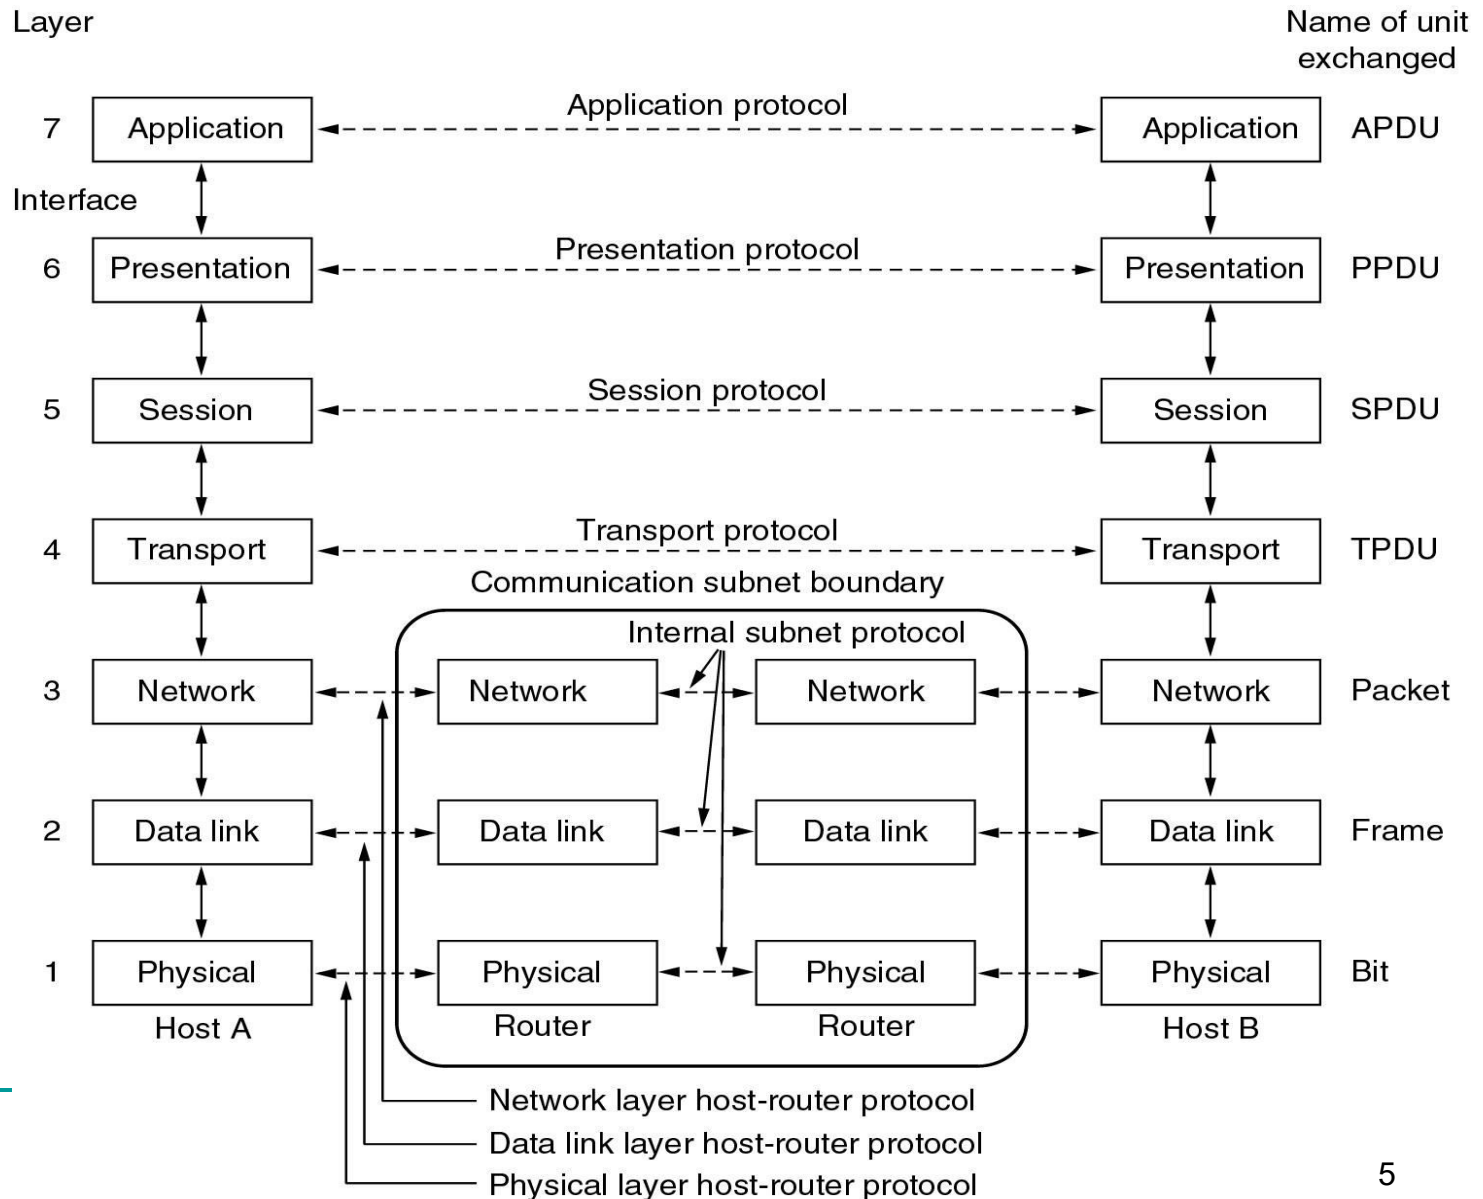 Layer
Name of unit
exchanged
Application protocol
7 Application Application APDU
Interface
Presentation protocol
6 Presentation Presentation PPDU
Session protocol
5 Session Session SPDU
Transport protocol
4 Transport Transport TPDU
Communication subnet boundary
Internal subnet protocol
3 Network Network Network Network Packet
2 Data link Data link Data link Data link Frame
1 Physical Physical Physical Physical Bit
Host A Router Router Host B
Network layer host-router protocol
Data link layer host-router protocol
Physical layer host-router protocol
5